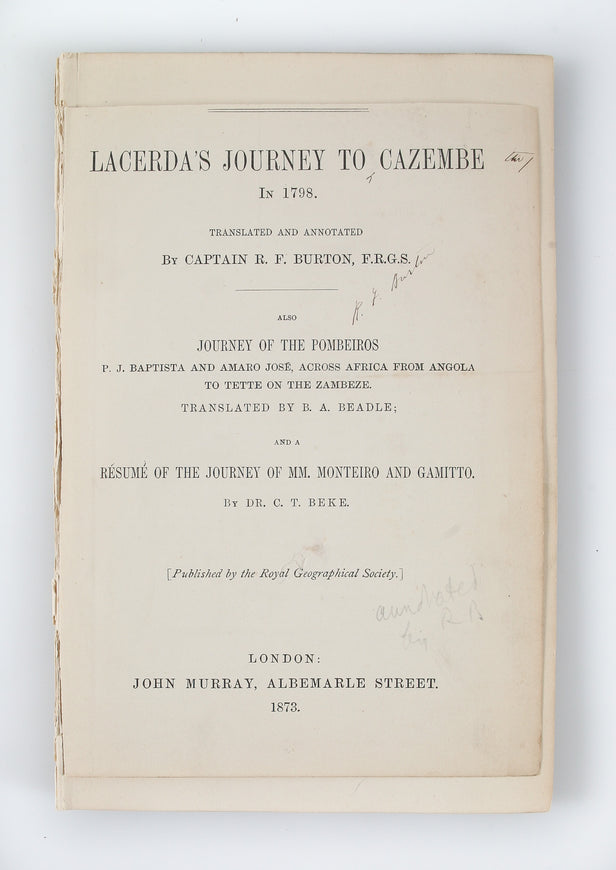 LACERDA'S JOURNEY TO CAZEMBE the/
IN 1798.
TRANSLATED AND ANNOTATED
BY CAPTAIN R. F. BURTON, F.R.G.S.
R. F. Burton
ALSO
JOURNEY OF THE POMBEIROS
P. J. BAPTISTA AND AMARO JOSÉ, ACROSS AFRICA FROM ANGOLA
TO TETTE ON THE ZAMBEZE.
TRANSLATED BY B. A. BEADLE;
AND A
RÉSUMÉ OF THE JOURNEY OF MM. MONTEIRO AND GAMITTO.
BY DR. C. T. BEKE.
[Published by the Royal Geographical Society.]
annotated
by R B
LONDON:
JOHN MURRAY, ALBEMARLE STREET.
1873.